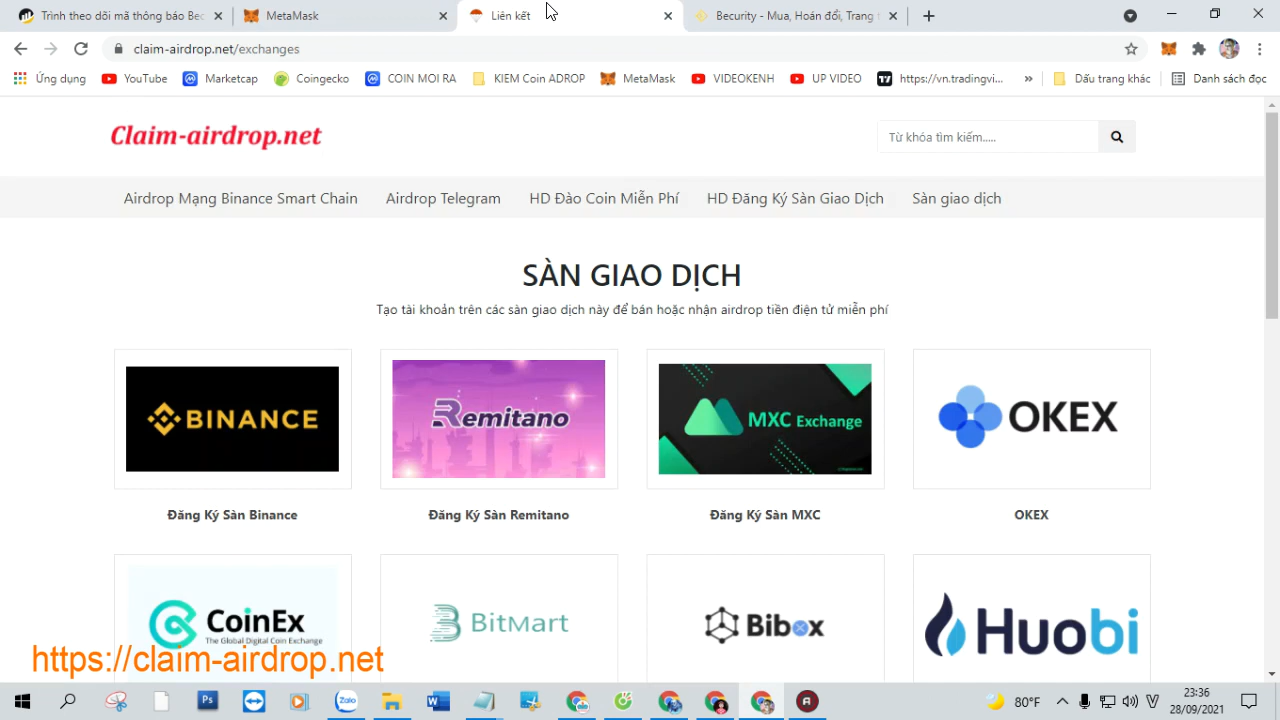 Trình theo dõi mã thông báo Bec
MetaMask
Liên kết
Becurity - Mua, Hoán đổi, Trang
claim-airdrop.net/exchanges
Ứng dụng
YouTube
Marketcap
Coingecko
COIN MOI RA
KIEM Coin ADROP
MetaMask
VIDEOKENH
UP VIDEO
https://vn.tradingvi...
»
Dấu trang khác
Danh sách đọc
Claim-airdrop.net
Từ khóa tìm kiếm.....
Airdrop Mạng Binance Smart Chain
Airdrop Telegram
HD Đào Coin Miễn Phí
HD Đăng Ký Sàn Giao Dịch
Sàn giao dịch
SÀN GIAO DỊCH
Tạo tài khoản trên các sàn giao dịch này để bán hoặc nhận airdrop tiền điện tử miễn phí
BINANCE
Remitano
MXC Exchange
OKEX
Đăng Ký Sàn Binance
Đăng Ký Sàn Remitano
Đăng Ký Sàn MXC
OKEX
CoinEx
The Global Digital Coin Exchange
BitMart
Bibox
Huobi
https://claim-airdrop.net
Ps
Zalo
80°F
23:36
28/09/2021